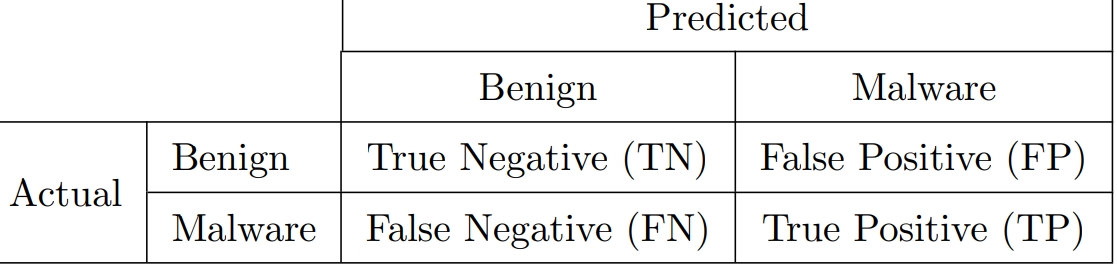 Predicted
Benign Malware
Benign True Negative (TN) False Positive (FP)
Actual
Malware False Negative (FN) True Positive (TP)